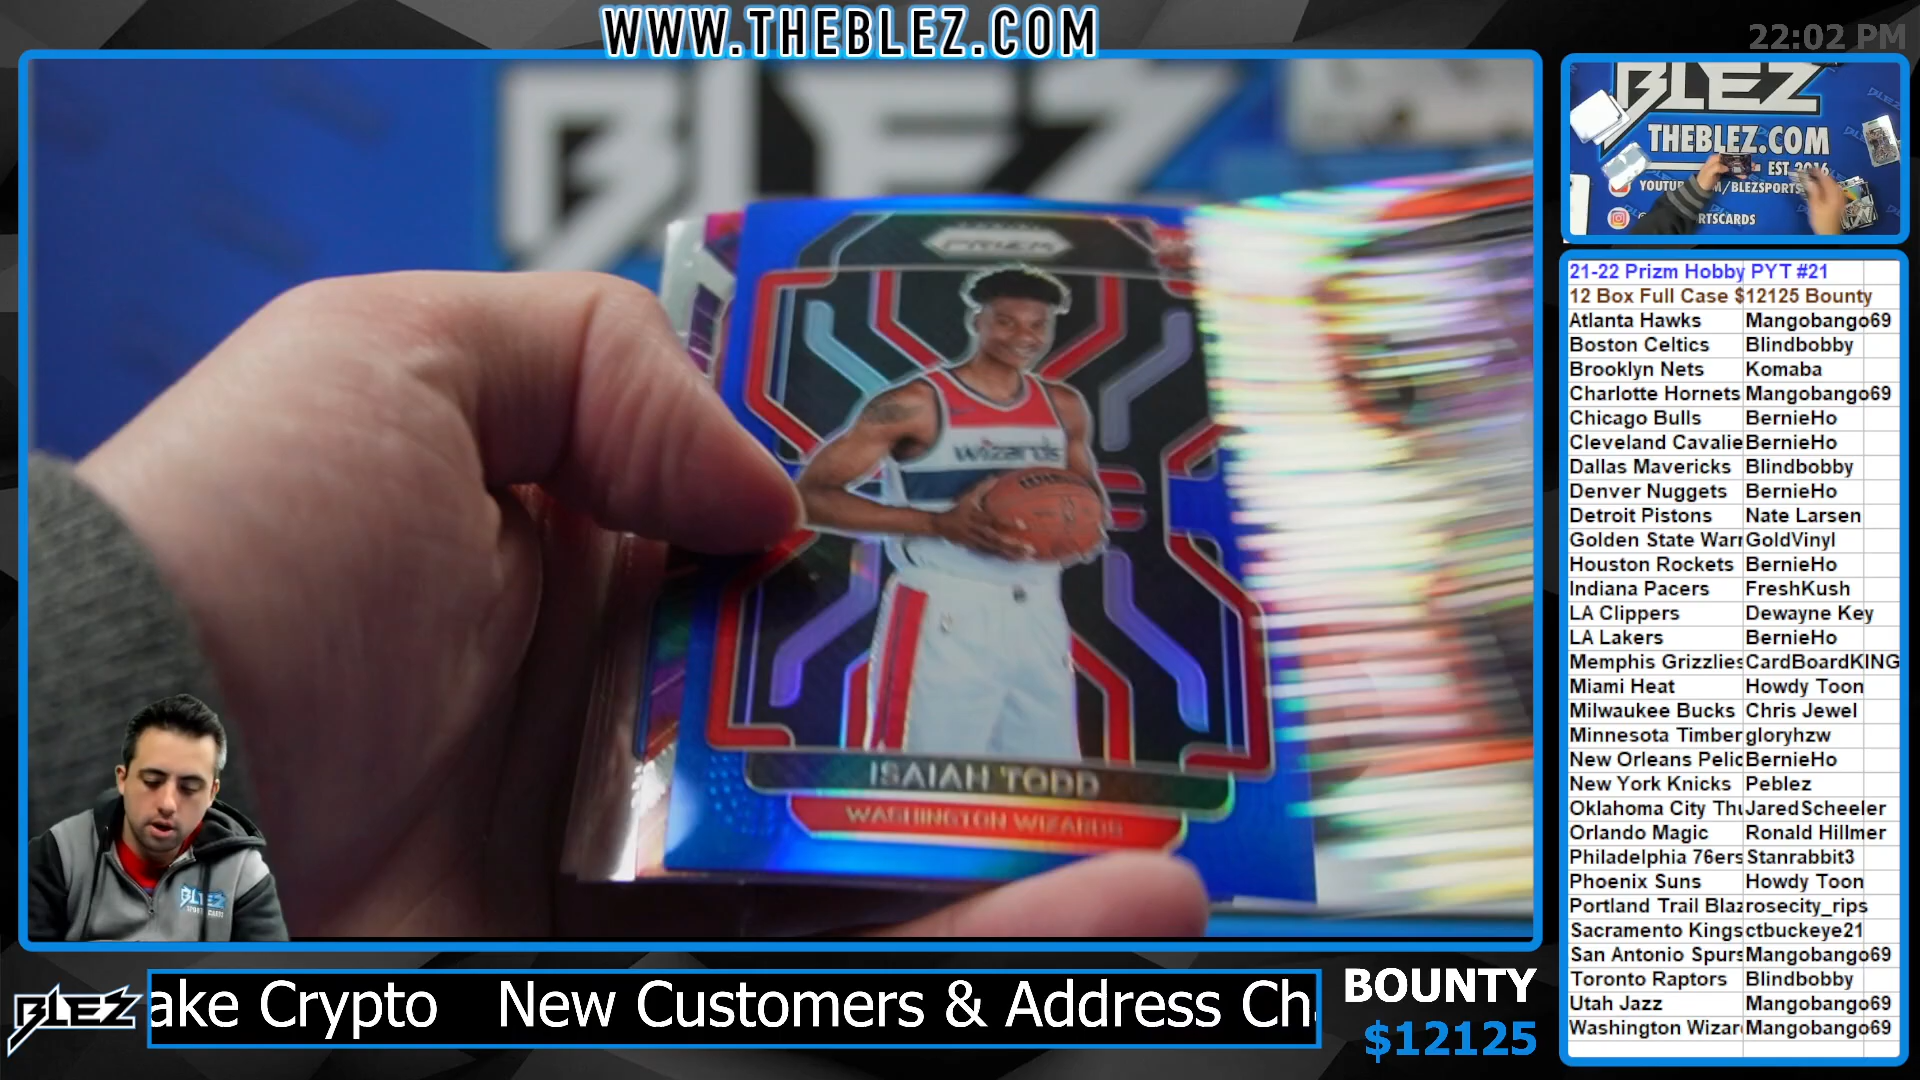 WWW.THEBLEZ.COM
22:02 PM
BLEZ
THEBLEZ.COM
EST 2016
PRIZM
wizards
ISAIAH TODD
WASHINGTON WIZARDS
21-22 Prizm Hobby PYT #21
12 Box Full Case $12125 Bounty
Atlanta Hawks Mangobango69
Boston Celtics Blindbobby
Brooklyn Nets Komaba
Charlotte Hornets Mangobango69
Chicago Bulls BernieHo
Cleveland Cavalie BernieHo
Dallas Mavericks Blindbobby
Denver Nuggets BernieHo
Detroit Pistons Nate Larsen
Golden State Warr GoldVinyl
Houston Rockets BernieHo
Indiana Pacers FreshKush
LA Clippers Dewayne Key
LA Lakers BernieHo
Memphis Grizzlies CardBoardKING
Miami Heat Howdy Toon
Milwaukee Bucks Chris Jewel
Minnesota Timber gloryhzw
New Orleans Pelic BernieHo
New York Knicks Peblez
Oklahoma City Thu JaredScheeler
Orlando Magic Ronald Hillmer
Philadelphia 76ers Stanrabbit3
Phoenix Suns Howdy Toon
Portland Trail Blaz rosecity_rips
Sacramento Kings ctbuckeye21
San Antonio Spurs Mangobango69
Toronto Raptors Blindbobby
Utah Jazz Mangobango69
Washington Wizar Mangobango69
BLEZ
BLEZ
ake Crypto New Customers & Address Ch
BOUNTY
$12125